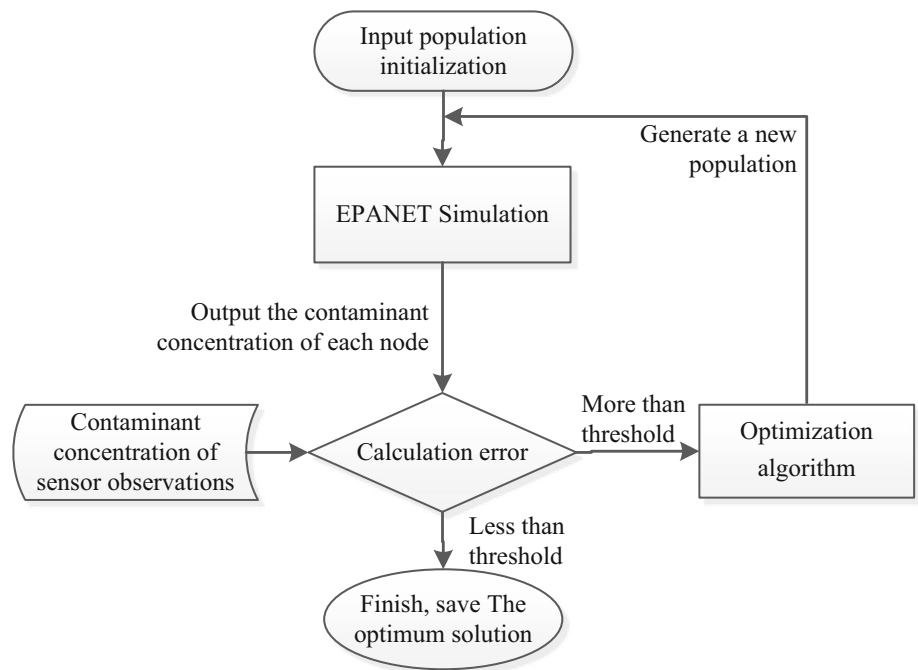 Input population
initialization
Generate a new
population
EPANET Simulation
Output the contaminant
concentration of each node
Contaminant
concentration of
sensor observations
Calculation error
More than
threshold
Optimization
algorithm
Less than
threshold
Finish, save The
optimum solution